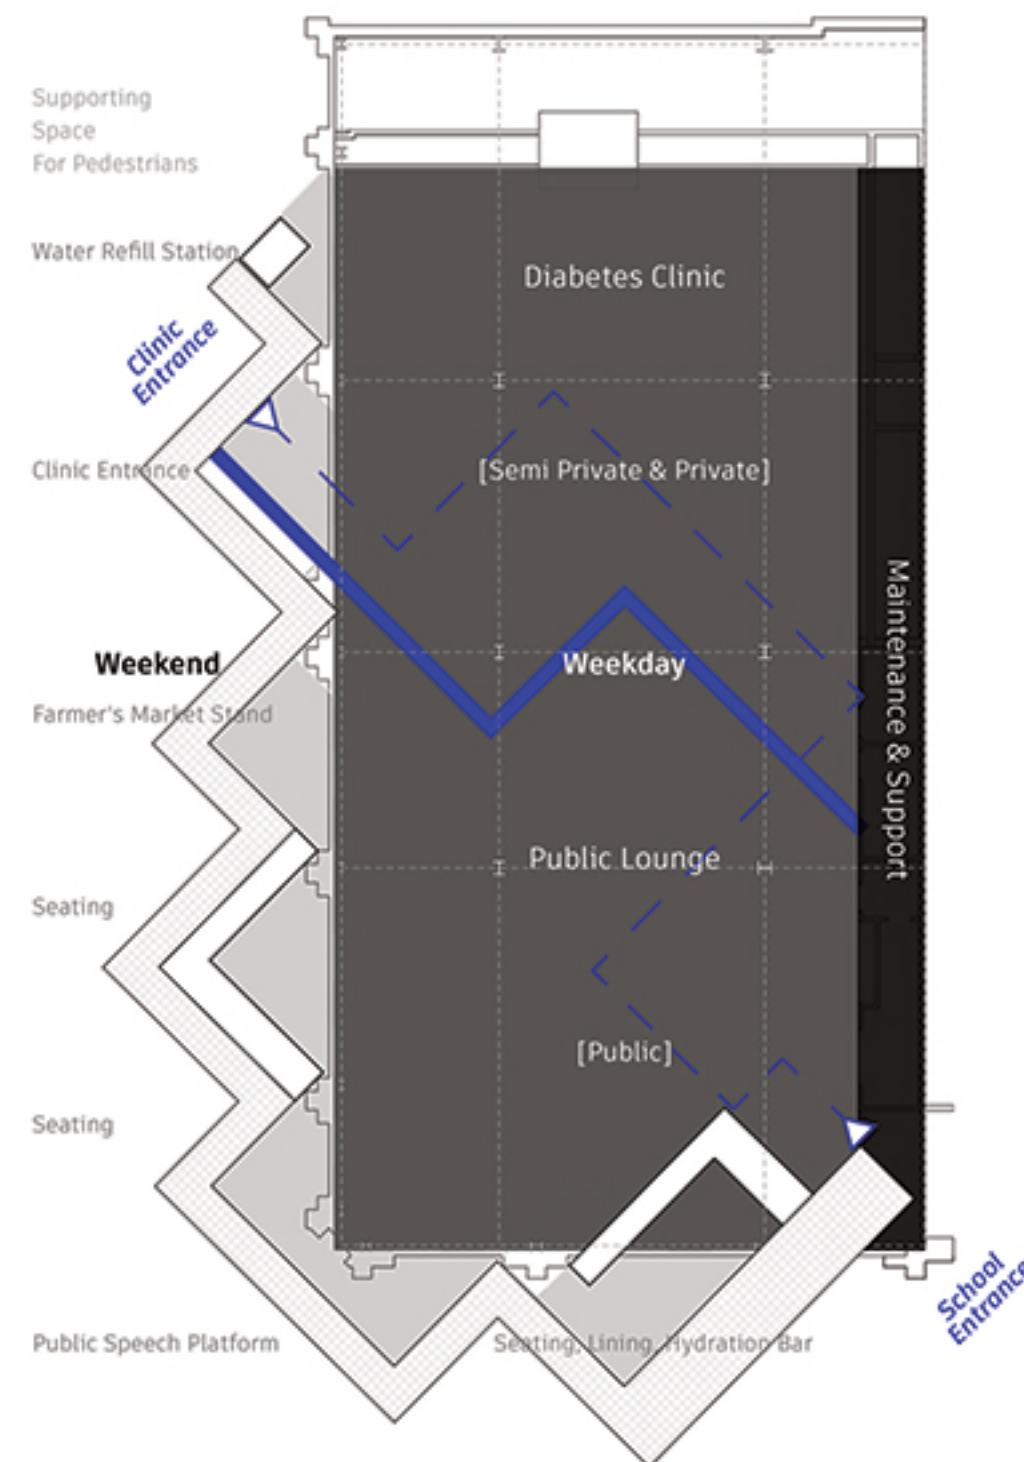 Supporting
Space
For Pedestrians
Water Refill Station
Clinic
Entrance
Clinic Entrance
Weekend
Farmer's Market Stand
Seating
Seating
Public Speech Platform
Diabetes Clinic
[Semi Private & Private]
Weekday
Public Lounge
[Public]
Maintenance & Support
Seating, Lining, Hydration Bar
School
Entrance